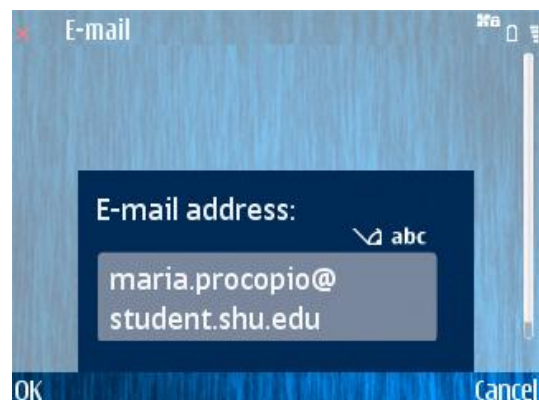 E-mail
E-mail address:
abc
maria.procopio@
student.shu.edu
OK
Cancel